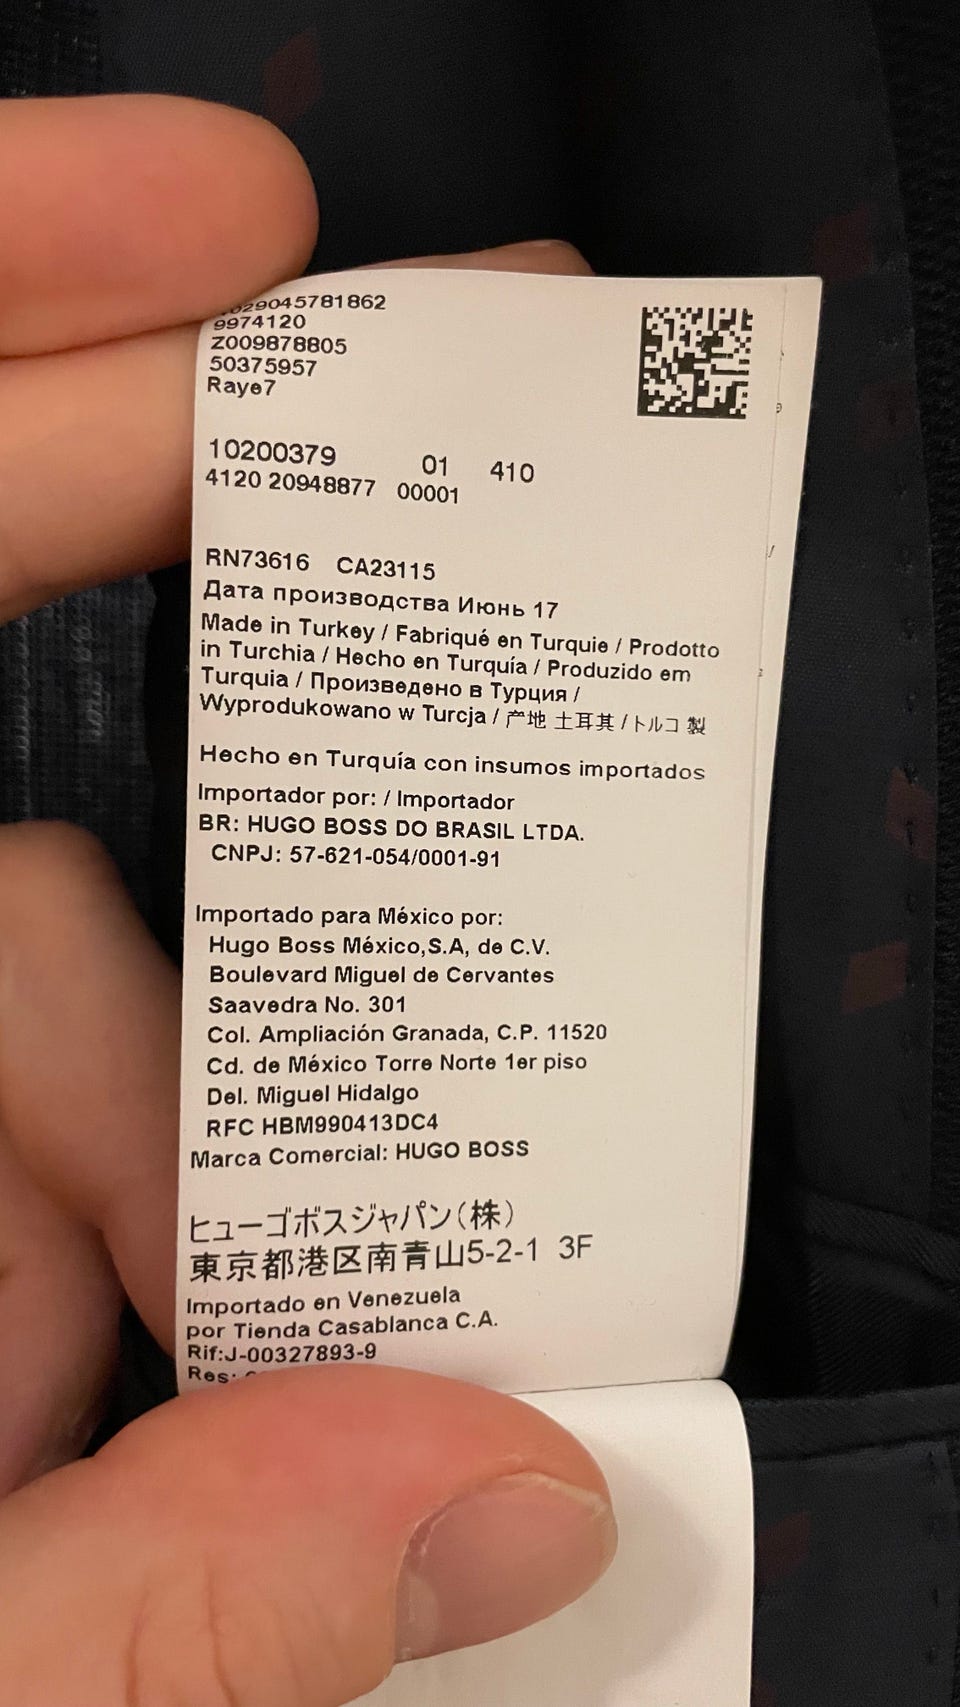 29045781862
9974120
Z009878805
50375957
Raye7
10200379 01 410
4120 20948877 00001
RN73616 CA23115
Дата производства Июнь 17
Made in Turkey / Fabriqué en Turquie / Prodotto
in Turchia / Hecho en Turquía / Produzido em
Turquia / Произведено в Турция /
Wyprodukowano w Turcja / 产地 土耳其 / トルコ 製
Hecho en Turquía con insumos importados
Importador por: / Importador
BR: HUGO BOSS DO BRASIL LTDA.
CNPJ: 57-621-054/0001-91
Importado para México por:
Hugo Boss México,S.A, de C.V.
Boulevard Miguel de Cervantes
Saavedra No. 301
Col. Ampliación Granada, C.P. 11520
Cd. de México Torre Norte 1er piso
Del. Miguel Hidalgo
RFC HBM990413DC4
Marca Comercial: HUGO BOSS
ヒューゴボスジャパン(株)
東京都港区南青山5-2-1 3F
Importado en Venezuela
por Tienda Casablanca C.A.
Rif:J-00327893-9
Res: